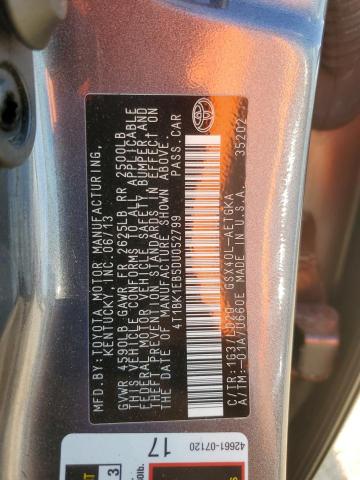 MFD. BY: TOYOTA MOTOR MANUFACTURING,
KENTUCKY, INC. 06/13
GVWR 4590LB GAWR FR 2625LB RR 2500LB
THIS VEHICLE CONFORMS TO ALL APPLICABLE
FEDERAL MOTOR VEHICLE SAFETY, BUMPER, AND
THEFT PREVENTION STANDARDS IN EFFECT ON
THE DATE OF MANUFACTURE SHOWN ABOVE.
4T1BK1EB5DU052799 PASS.CAR
C/TR:1G3/LD20 GSX40L-AETGKA
A/TM:-01A/U660E MADE IN U.S.A. 35202
42661-07120
17
3